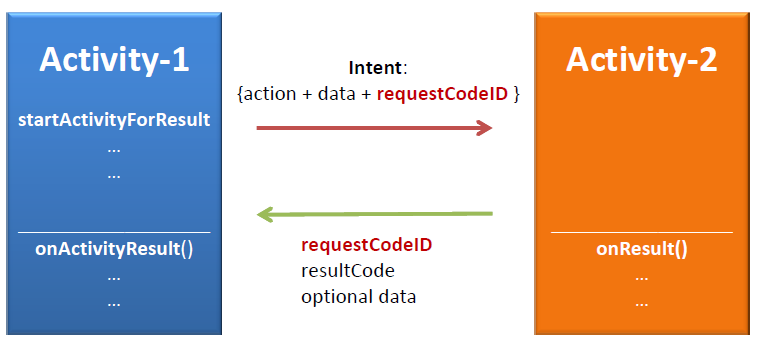 Activity-1
startActivityForResult
...
...
onActivityResult()
...
...
Intent:
{action + data + requestCodeID }
requestCodeID
resultCode
optional data
Activity-2
onResult()
...
...